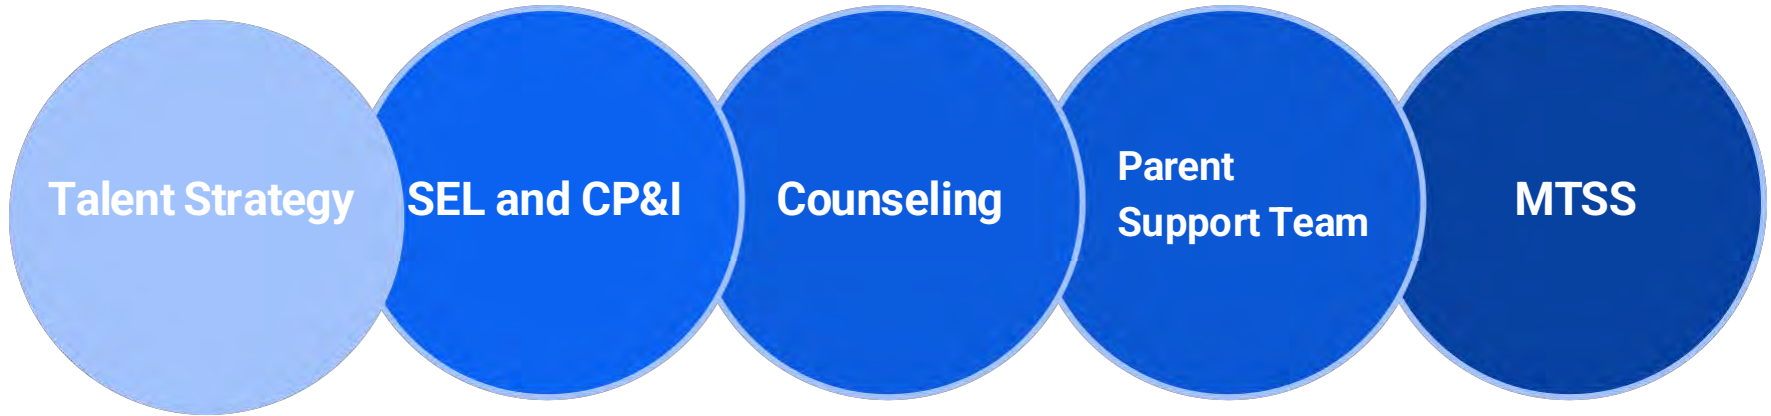 Talent Strategy
SEL and CP&I
Counseling
Parent
Support Team
MTSS